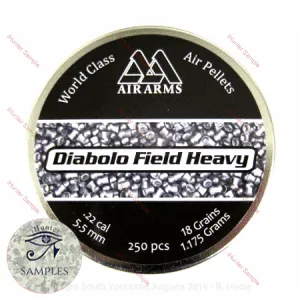 World Class
Air Pellets
AIR ARMS
Diabolo Field Heavy
.22 cal
5.5 mm
250 pcs
18 Grains
1.175 Grams
Hunter
SAMPLES